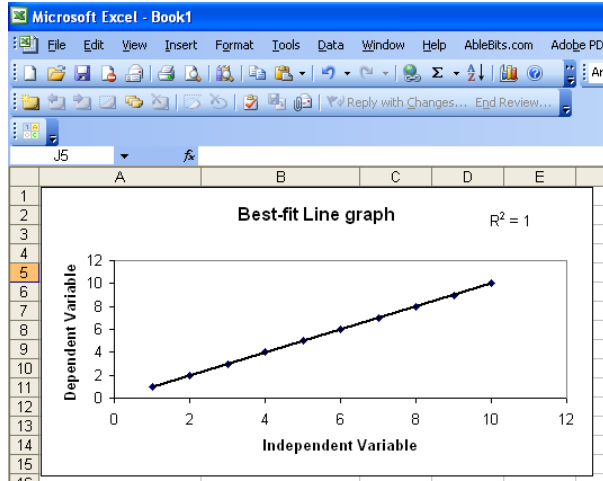 Microsoft Excel - Book1
File Edit View Insert Format Tools Data Window Help AbleBits.com Adobe PD
Σ Ar
Reply with Changes... End Review...
J5 fx
A B C D E
1
2
3
4
5
6
7
8
9
10
11
12
13
14
15
16
Best-fit Line graph
R² = 1
Dependent Variable
12
10
8
6
4
2
0
0 2 4 6 8 10 12
Independent Variable